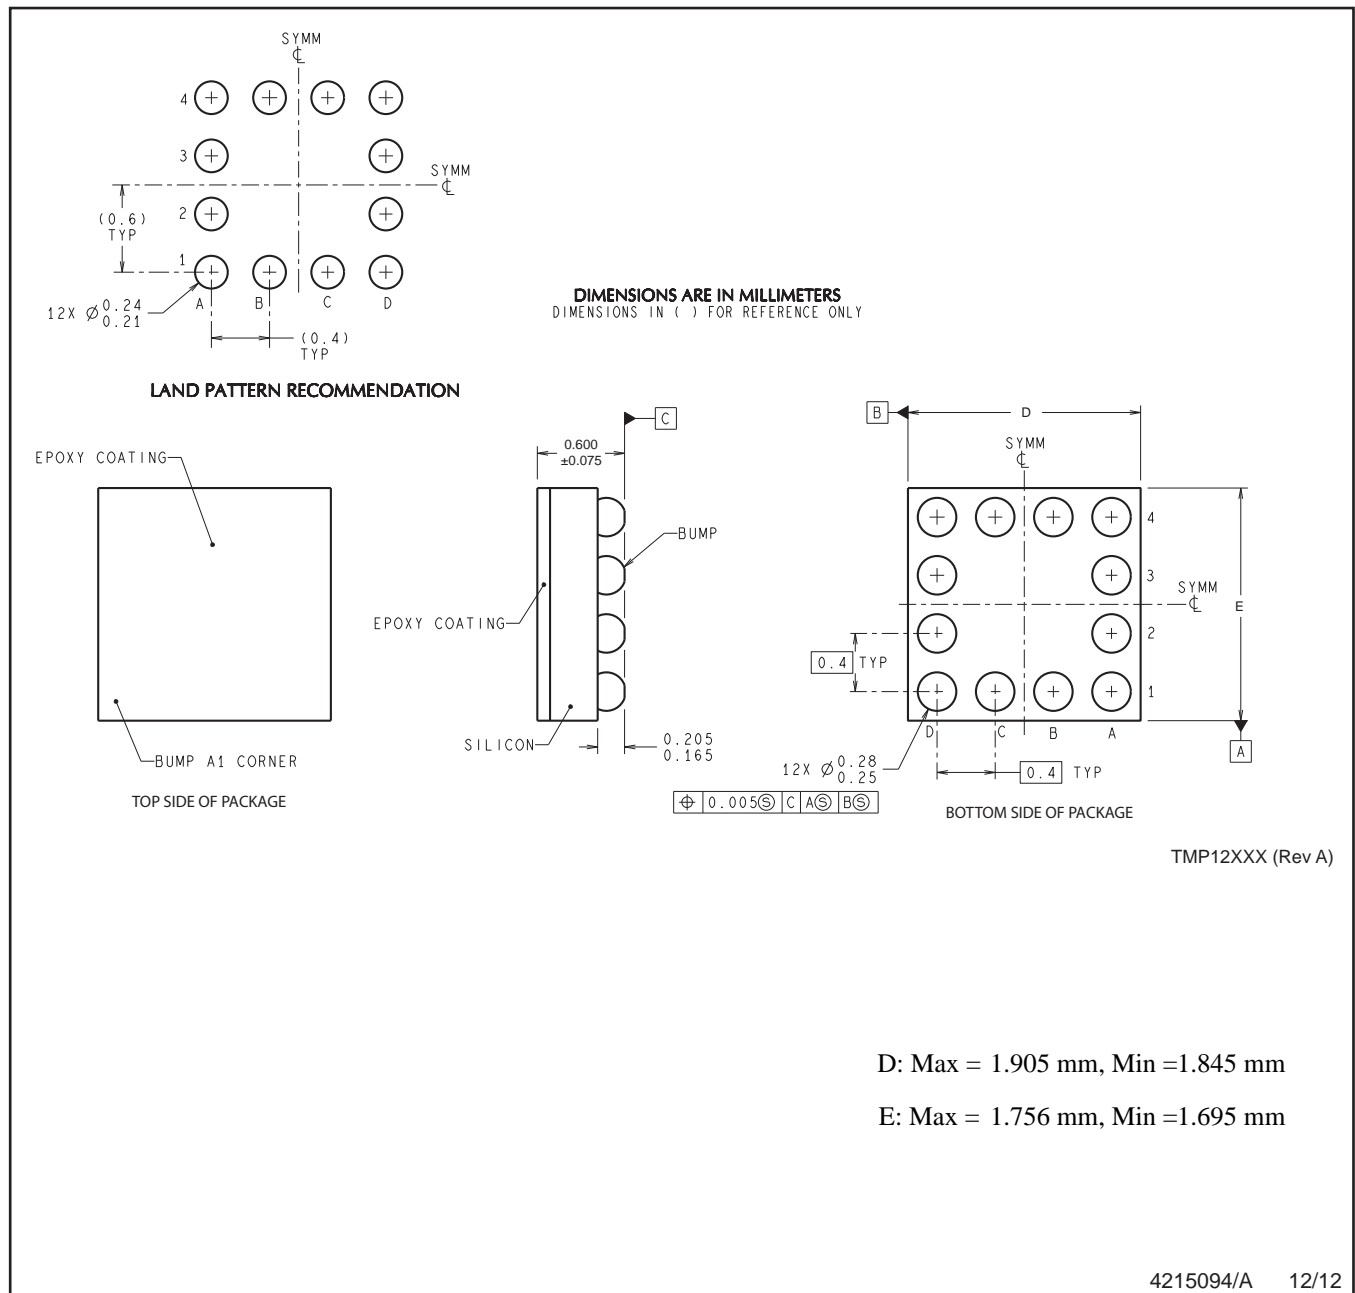 SYMM
℄
4
3
SYMM
℄
(0.6)
TYP
2
1
12X Ø 0.24
0.21
A B C D
(0.4)
TYP
DIMENSIONS ARE IN MILLIMETERS
DIMENSIONS IN ( ) FOR REFERENCE ONLY
LAND PATTERN RECOMMENDATION
EPOXY COATING
BUMP A1 CORNER
TOP SIDE OF PACKAGE
C
0.600
±0.075
BUMP
EPOXY COATING
SILICON
0.205
0.165
B
D
SYMM
℄
4
3
SYMM
℄
E
2
0.4 TYP
1
D C B A
A
12X Ø 0.28
0.25
0.4 TYP
⌖ 0.005Ⓢ C AⓈ BⓈ
BOTTOM SIDE OF PACKAGE
TMP12XXX (Rev A)
D: Max = 1.905 mm, Min =1.845 mm
E: Max = 1.756 mm, Min =1.695 mm
4215094/A 12/12